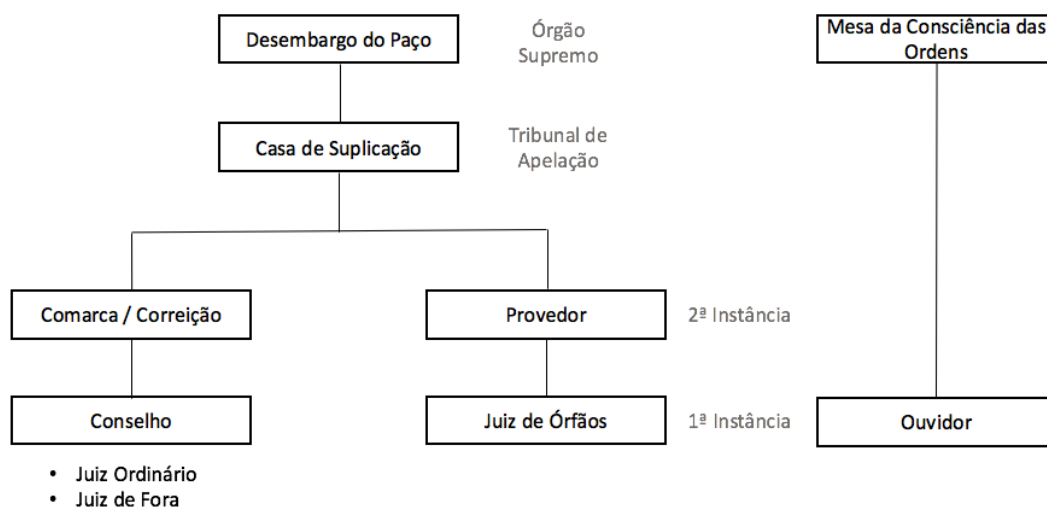 Desembargo do Paço
Órgão
Supremo
Mesa da Consciência das
Ordens
Casa de Suplicação
Tribunal de
Apelação
Comarca / Correição
Provedor
2ª Instância
Conselho
Juiz de Órfãos
1ª Instância
Ouvidor
• Juiz Ordinário
• Juiz de Fora